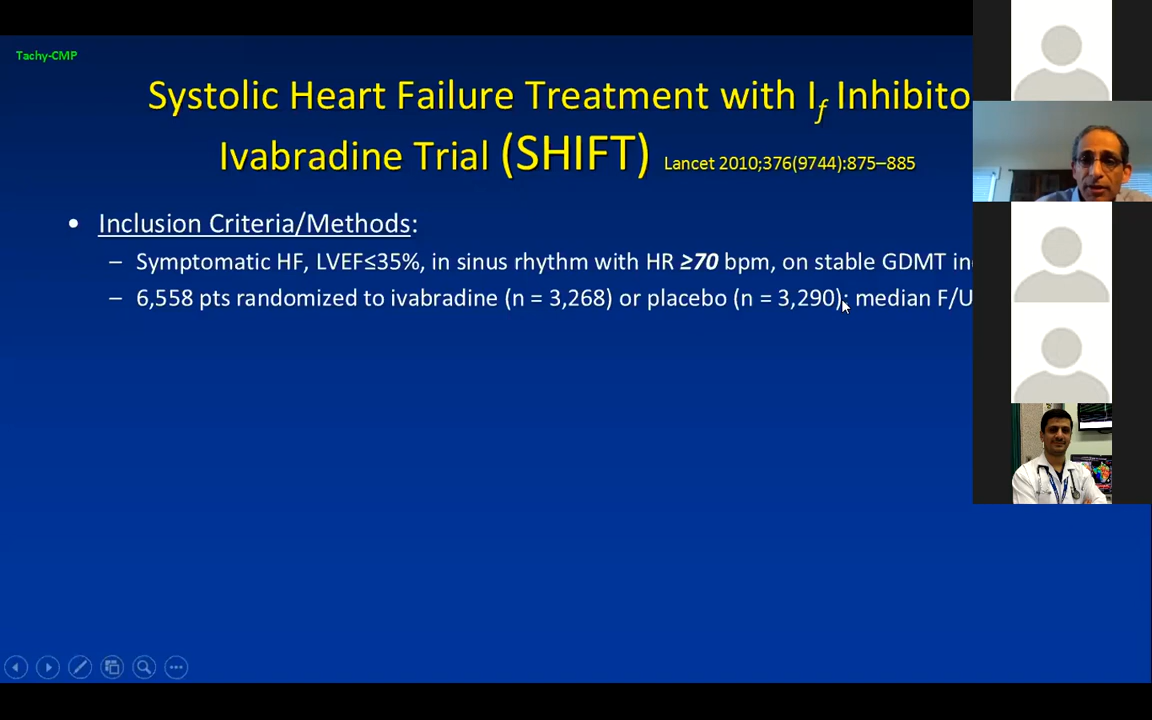 Tachy-CMP
Systolic Heart Failure Treatment with If Inhibito
Ivabradine Trial (SHIFT) Lancet 2010;376(9744):875–885
• Inclusion Criteria/Methods:
– Symptomatic HF, LVEF≤35%, in sinus rhythm with HR ≥70 bpm, on stable GDMT in
– 6,558 pts randomized to ivabradine (n = 3,268) or placebo (n = 3,290); median F/U